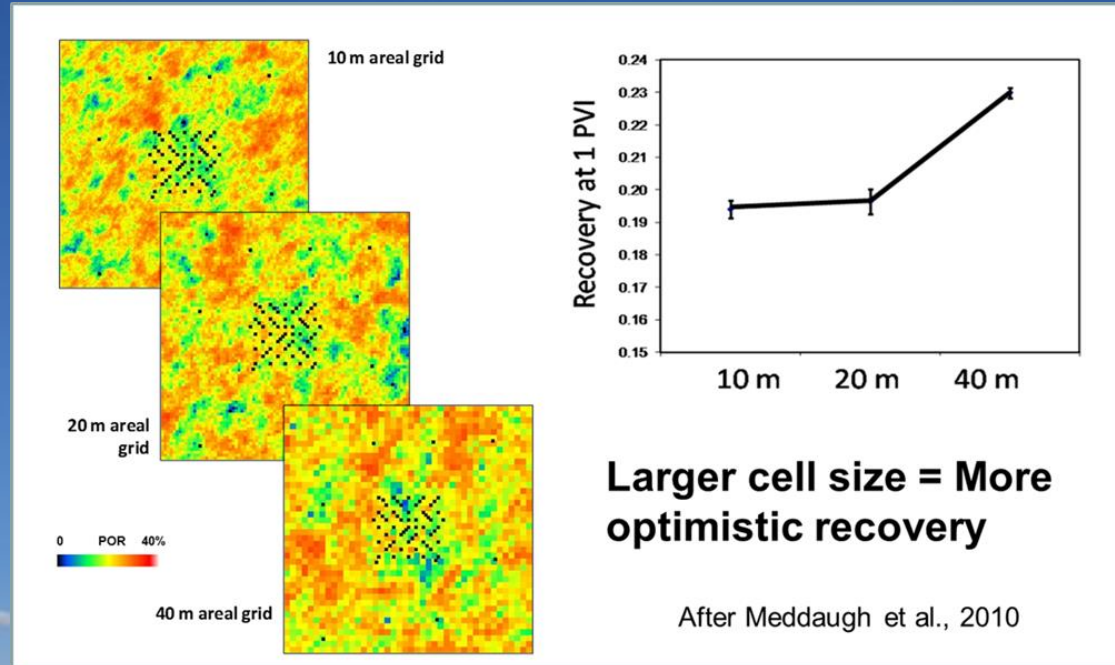 10 m areal grid
20 m areal
grid
0 POR 40%
40 m areal grid
Recovery at 1 PVI
0.24
0.23
0.22
0.21
0.20
0.19
0.18
0.17
0.16
0.15
10 m 20 m 40 m
Larger cell size = More
optimistic recovery
After Meddaugh et al., 2010